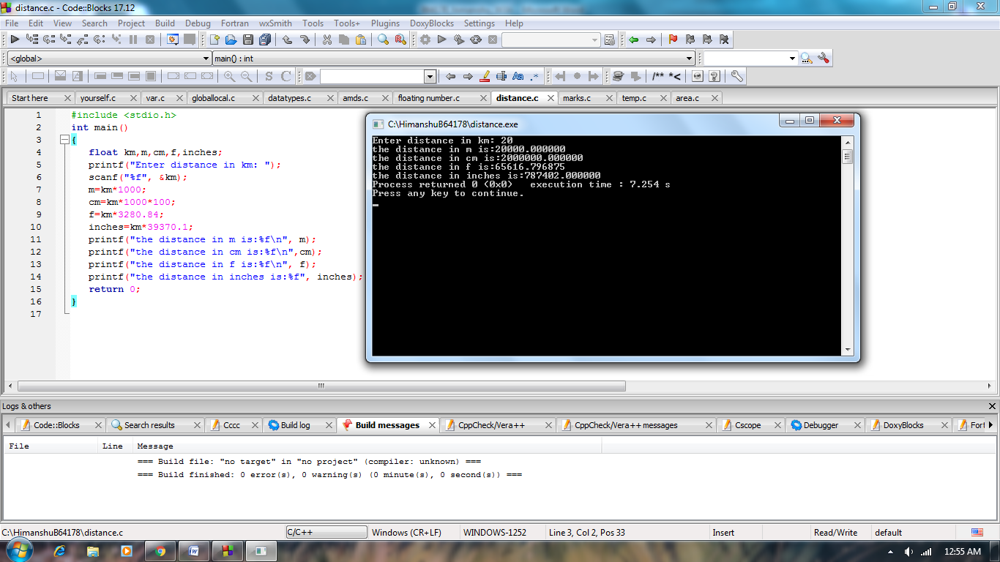 distance.c - Code::Blocks 17.12
File Edit View Search Project Build Debug Fortran wxSmith Tools Tools+ Plugins DoxyBlocks Settings Help
<global> main() : int
S C Aa .* /** *<
Start here yourself.c var.c globallocal.c datatypes.c amds.c floating number.c distance.c marks.c temp.c area.c
1 #include <stdio.h>
2 int main()
3 {
4 float km,m,cm,f,inches;
5 printf("Enter distance in km: ");
6 scanf("%f", &km);
7 m=km*1000;
8 cm=km*1000*100;
9 f=km*3280.84;
10 inches=km*39370.1;
11 printf("the distance in m is:%f\n", m);
12 printf("the distance in cm is:%f\n",cm);
13 printf("the distance in f is:%f\n", f);
14 printf("the distance in inches is:%f", inches);
15 return 0;
16 }
17
C:\HimanshuB64178\distance.exe
Enter distance in km: 20
the distance in m is:20000.000000
the distance in cm is:2000000.000000
the distance in f is:65616.796875
the distance in inches is:787402.000000
Process returned 0 (0x0) execution time : 7.254 s
Press any key to continue.
Logs & others
Code::Blocks Search results Cccc Build log Build messages CppCheck/Vera++ CppCheck/Vera++ messages Cscope Debugger DoxyBlocks Fort
File Line Message
=== Build file: "no target" in "no project" (compiler: unknown) ===
=== Build finished: 0 error(s), 0 warning(s) (0 minute(s), 0 second(s)) ===
C:\HimanshuB64178\distance.c C/C++ Windows (CR+LF) WINDOWS-1252 Line 3, Col 2, Pos 33 Insert Read/Write default
12:55 AM